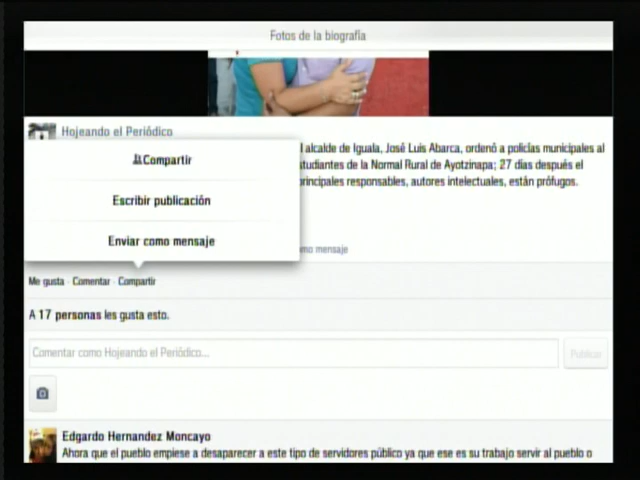 Fotos de la biografía
Hojeando el Periódico
l alcalde de Iguala, José Luis Abarca, ordenó a policías municipales al
studiantes de la Normal Rural de Ayotzinapa; 27 días después el
principales responsables, autores intelectuales, están prófugos.
Compartir
Escribir publicación
Enviar como mensaje
mo mensaje
Me gusta · Comentar · Compartir
A 17 personas les gusta esto.
Comentar como Hojeando el Periódico...
Publicar
Edgardo Hernandez Moncayo
Ahora que el pueblo empiese a desaparecer a este tipo de servidores público ya que ese es su trabajo servir al pueblo o